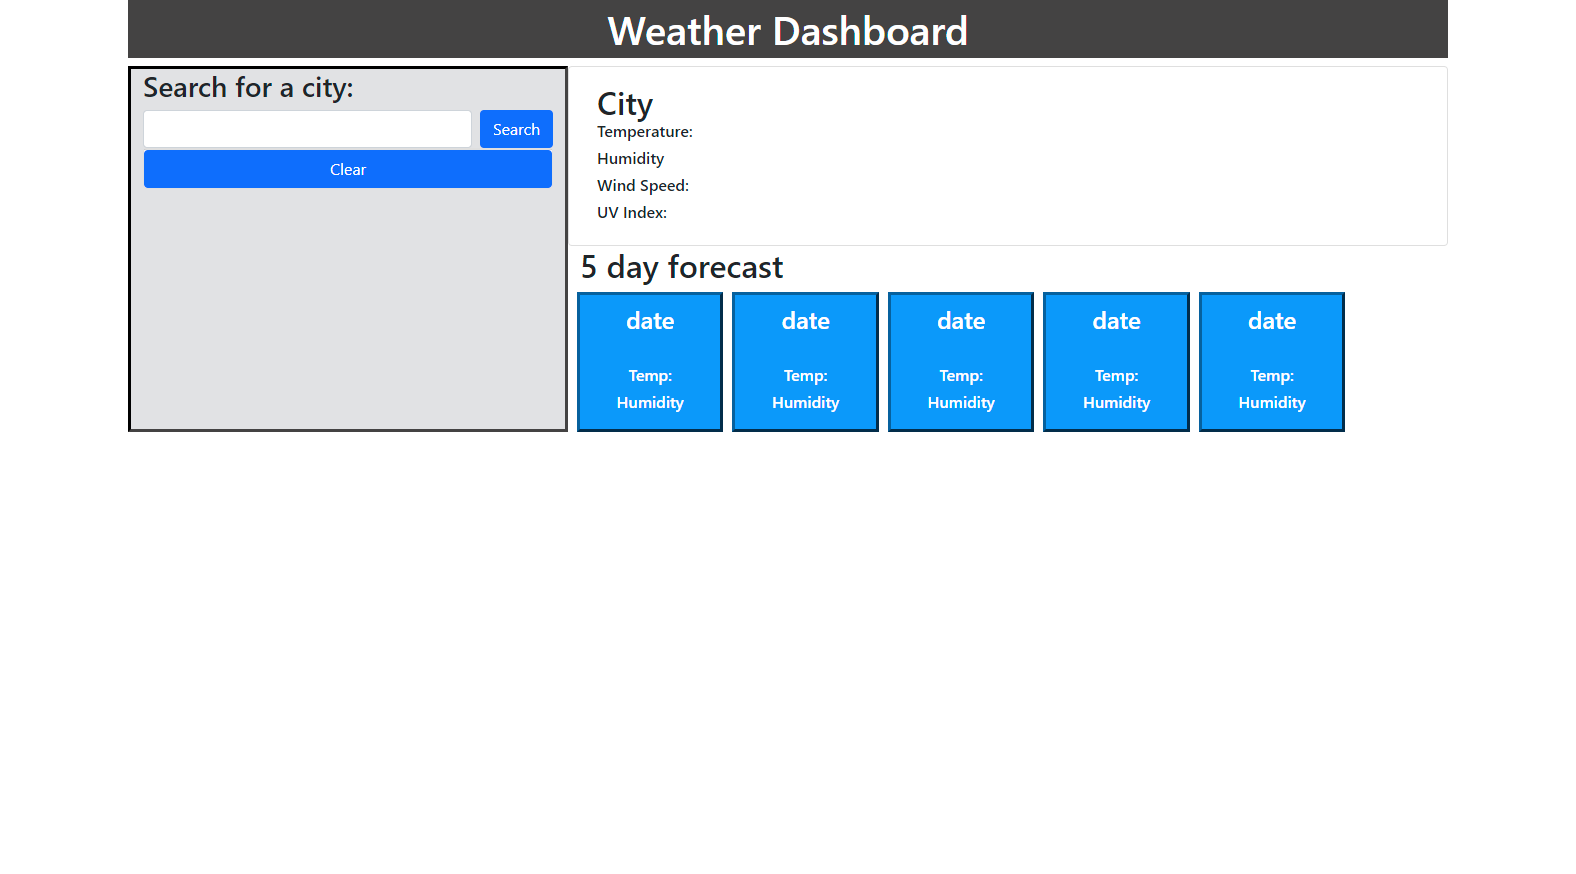 Weather Dashboard
Search for a city:
Search
Clear
City
Temperature:
Humidity
Wind Speed:
UV Index:
5 day forecast
date
Temp:
Humidity
date
Temp:
Humidity
date
Temp:
Humidity
date
Temp:
Humidity
date
Temp:
Humidity